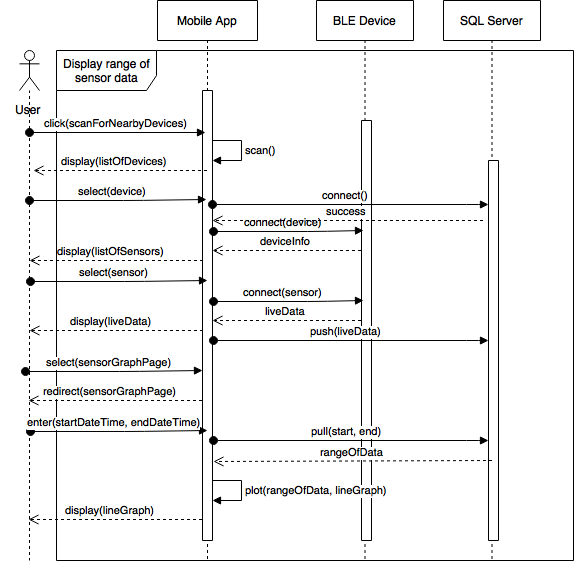 Mobile App
BLE Device
SQL Server
Display range of
sensor data
User
click(scanForNearbyDevices)
scan()
display(listOfDevices)
select(device)
connect()
success
connect(device)
deviceInfo
display(listOfSensors)
select(sensor)
connect(sensor)
liveData
display(liveData)
push(liveData)
select(sensorGraphPage)
redirect(sensorGraphPage)
enter(startDateTime, endDateTime)
pull(start, end)
rangeOfData
plot(rangeOfData, lineGraph)
display(lineGraph)